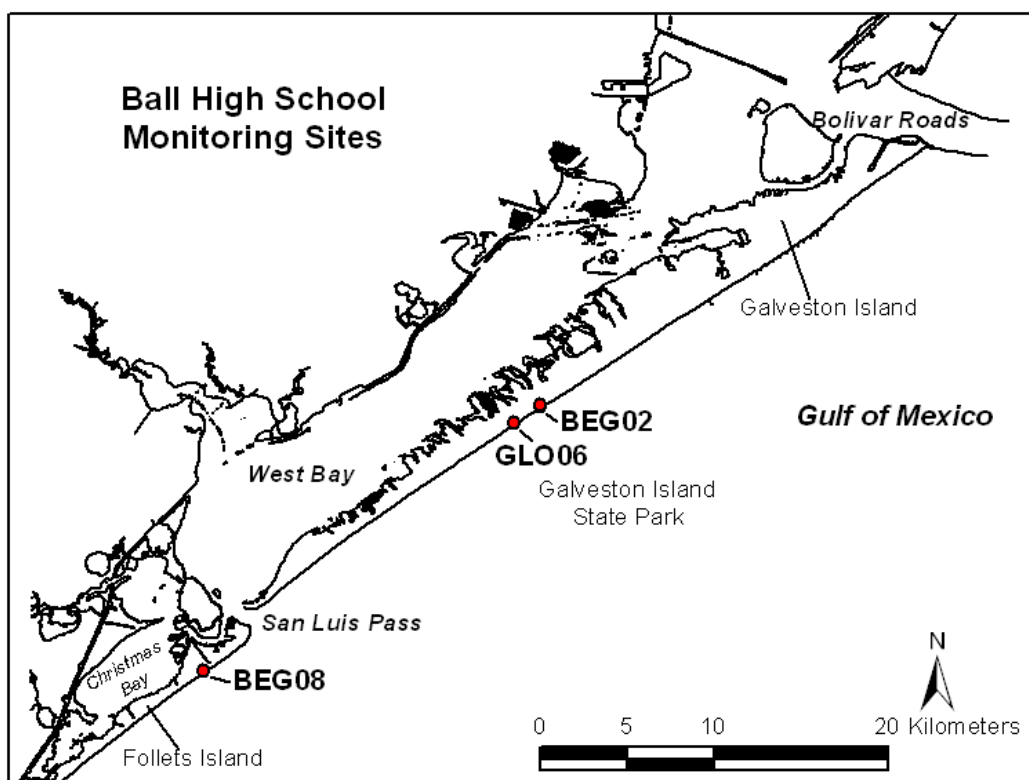 Ball High School
Monitoring Sites
Bolivar Roads
Galveston Island
BEG02
Gulf of Mexico
GLO06
West Bay
Galveston Island
State Park
San Luis Pass
Christmas
Bay
BEG08
Follets Island
N
0 5 10 20 Kilometers